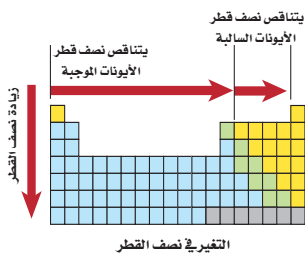 يتناقص نصف قطر
الأيونات السالبة
يتناقص نصف قطر
الأيونات الموجبة
زيادة نصف القطر
التغير في نصف القطر